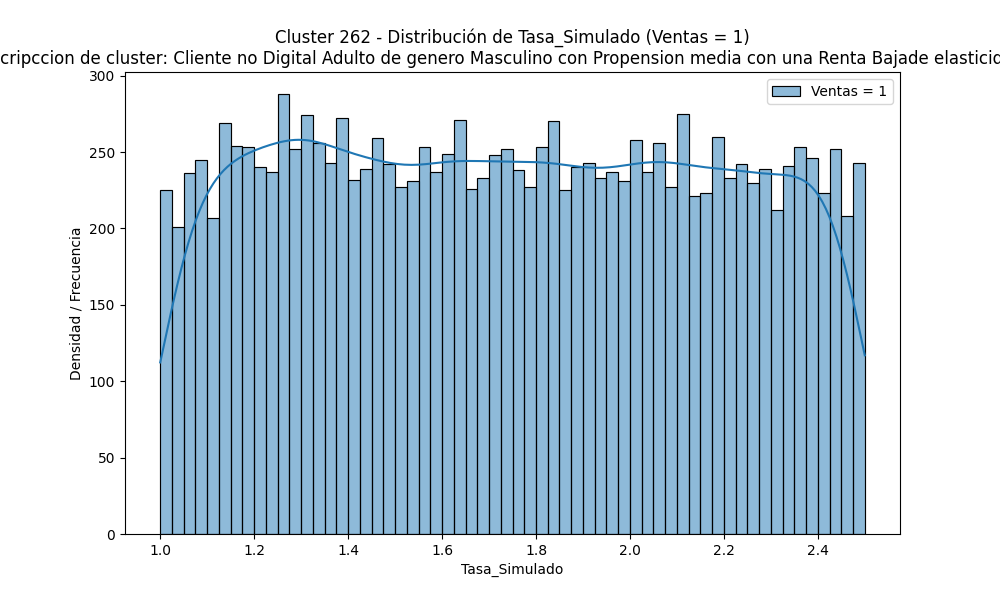 Cluster 262 - Distribución de Tasa_Simulado (Ventas = 1)
cripccion de cluster: Cliente no Digital Adulto de genero Masculino con Propension media con una Renta Bajade elasticid
Ventas = 1
300
250
200
150
100
50
0
Densidad / Frecuencia
1.0 1.2 1.4 1.6 1.8 2.0 2.2 2.4
Tasa_Simulado